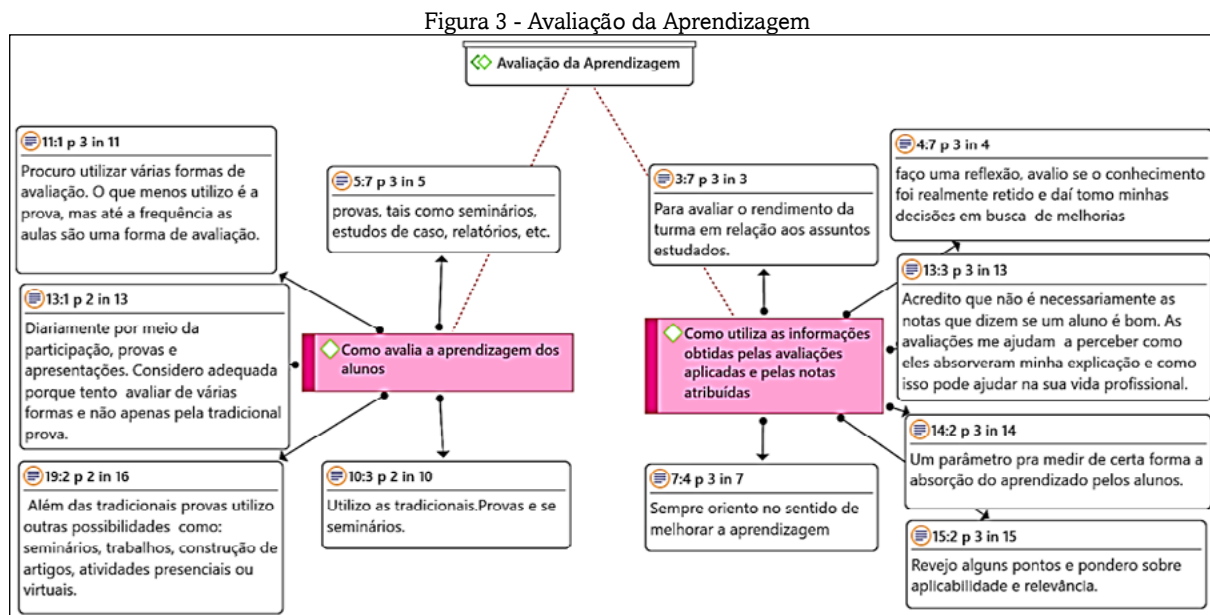 Figura 3 - Avaliação da Aprendizagem
Avaliação da Aprendizagem
11:1 p 3 in 11
Procuro utilizar várias formas de
avaliação. O que menos utilizo é a
prova, mas até a frequência as
aulas são uma forma de avaliação.
5:7 p 3 in 5
provas, tais como seminários,
estudos de caso, relatórios, etc.
13:1 p 2 in 13
Diariamente por meio da
participação, provas e
apresentações. Considero adequada
porque tento avaliar de várias
formas e não apenas pela tradicional
prova.
Como avalia a aprendizagem dos
alunos
19:2 p 2 in 16
Além das tradicionais provas utilizo
outras possibilidades como:
seminários, trabalhos, construção de
artigos, atividades presenciais ou
virtuais.
10:3 p 2 in 10
Utilizo as tradicionais.Provas e se
seminários.
3:7 p 3 in 3
Para avaliar o rendimento da
turma em relação aos assuntos
estudados.
4:7 p 3 in 4
faço uma reflexão, avalio se o conhecimento
foi realmente retido e daí tomo minhas
decisões em busca de melhorias
Como utiliza as informações
obtidas pelas avaliações
aplicadas e pelas notas
atribuídas
13:3 p 3 in 13
Acredito que não é necessariamente as
notas que dizem se um aluno é bom. As
avaliações me ajudam a perceber como
eles absorveram minha explicação e como
isso pode ajudar na sua vida profissional.
14:2 p 3 in 14
Um parâmetro pra medir de certa forma a
absorção do aprendizado pelos alunos.
7:4 p 3 in 7
Sempre oriento no sentido de
melhorar a aprendizagem
15:2 p 3 in 15
Revejo alguns pontos e pondero sobre
aplicabilidade e relevância.